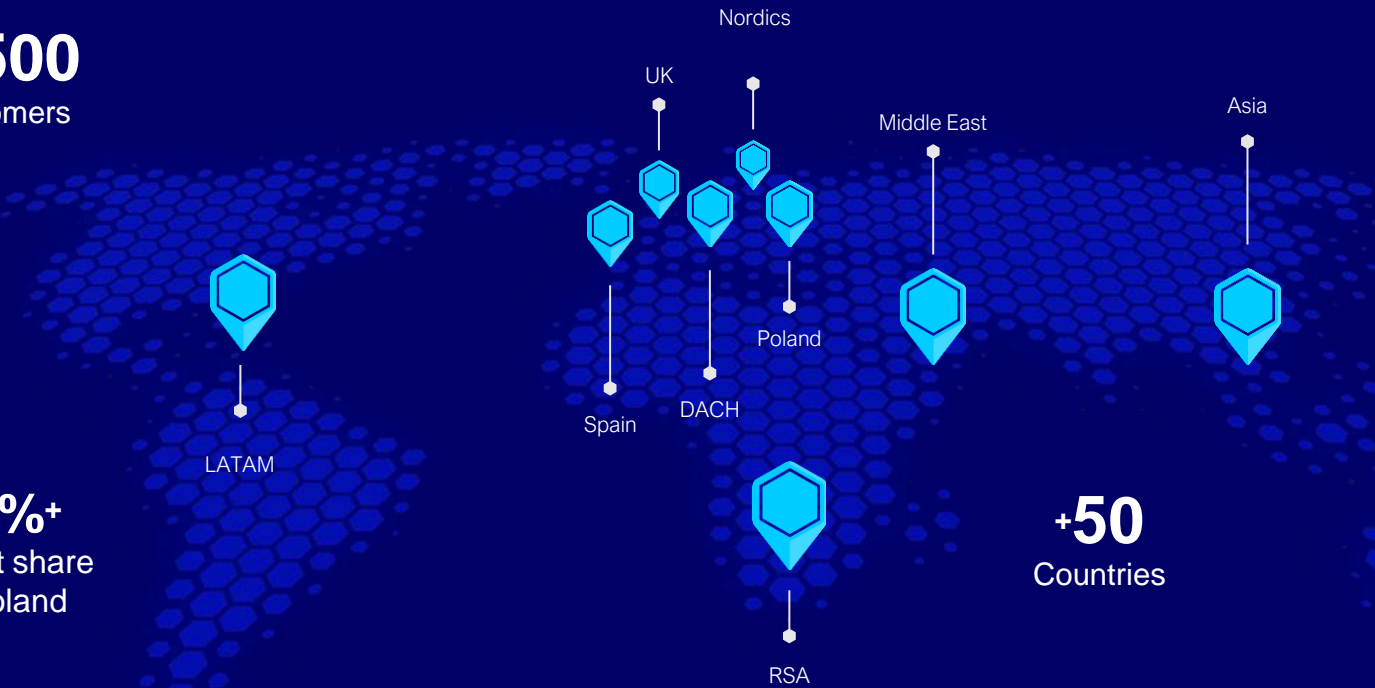 Nordics
500
UK
omers
Asia
Middle East
Poland
DACH
Spain
LATAM
%+
+50
t share
Countries
oland
RSA